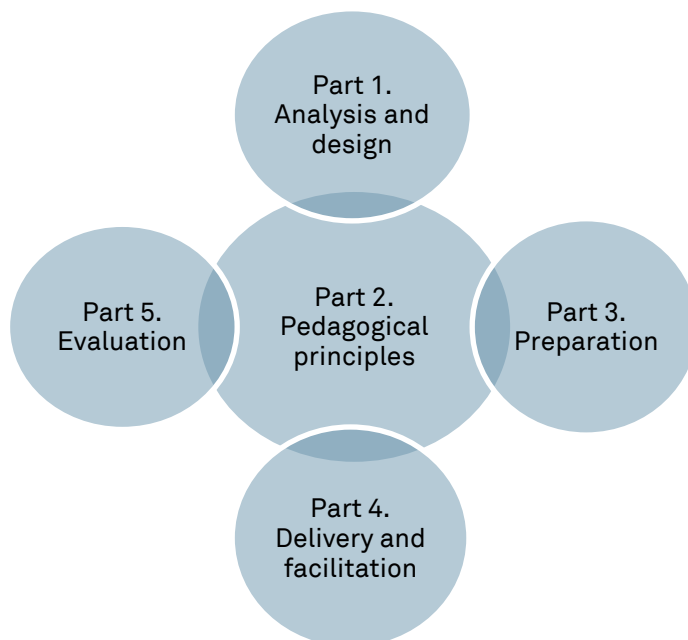 Part 1.
Analysis and
design
Part 5.
Evaluation
Part 2.
Pedagogical
principles
Part 3.
Preparation
Part 4.
Delivery and
facilitation